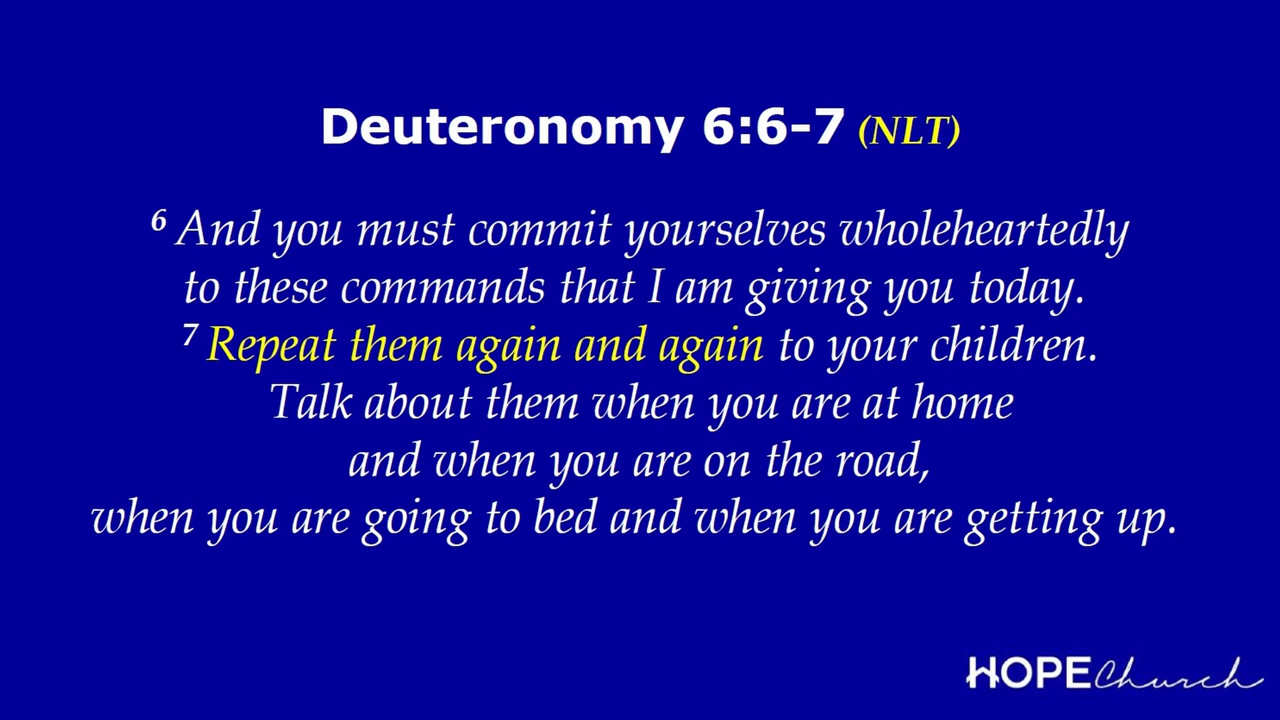 Deuteronomy 6:6-7 (NLT)
6 And you must commit yourselves wholeheartedly
to these commands that I am giving you today.
7 Repeat them again and again to your children.
Talk about them when you are at home
and when you are on the road,
when you are going to bed and when you are getting up.
HOPE Church